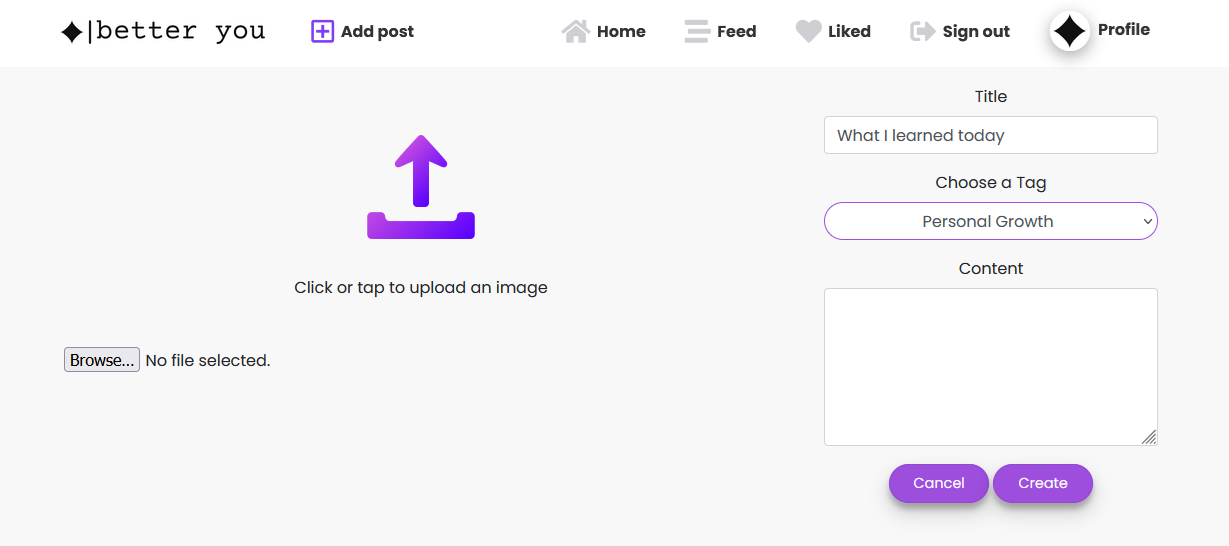 better you
Add post
Home
Feed
Liked
Sign out
Profile
Click or tap to upload an image
Browse... No file selected.
Title
What I learned today
Choose a Tag
Personal Growth
Content
Cancel
Create